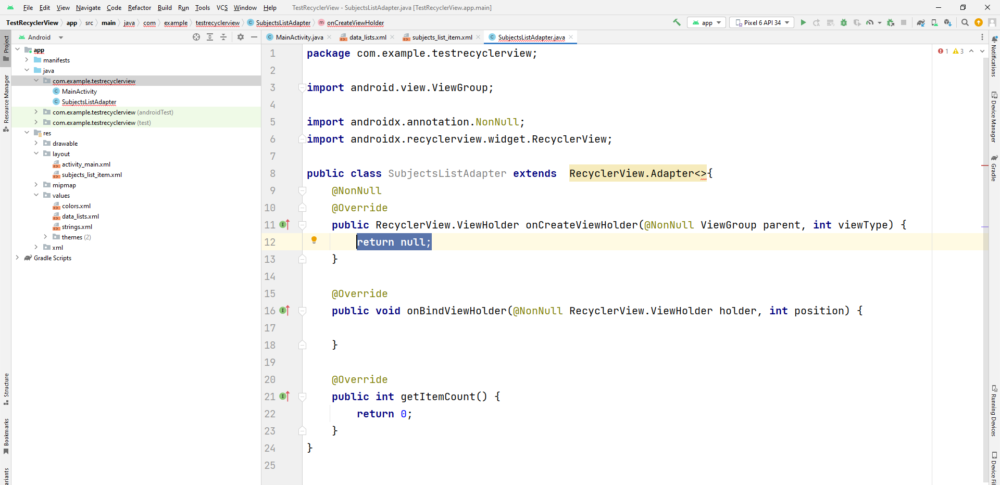 File Edit View Navigate Code Refactor Build Run Tools VCS Window Help TestRecyclerView - SubjectsListAdapter.java [TestRecyclerView.app.main]
TestRecyclerView app src main java com example testrecyclerview SubjectsListAdapter onCreateViewHolder app Pixel 6 API 34
Android
MainActivity.java data_lists.xml subjects_list_item.xml SubjectsListAdapter.java
Project
Resource Manager
Structure
Bookmarks
app
manifests
java
com.example.testrecyclerview
MainActivity
SubjectsListAdapter
com.example.testrecyclerview (androidTest)
com.example.testrecyclerview (test)
res
drawable
layout
activity_main.xml
subjects_list_item.xml
mipmap
values
colors.xml
data_lists.xml
strings.xml
themes (2)
xml
Gradle Scripts
1 package com.example.testrecyclerview;
2
3 import android.view.ViewGroup;
4
5 import androidx.annotation.NonNull;
6 import androidx.recyclerview.widget.RecyclerView;
7
8 public class SubjectsListAdapter extends  RecyclerView.Adapter<>{
9 @NonNull
10 @Override
11 public RecyclerView.ViewHolder onCreateViewHolder(@NonNull ViewGroup parent, int viewType) {
12 return null;
13 }
14
15 @Override
16 public void onBindViewHolder(@NonNull RecyclerView.ViewHolder holder, int position) {
17
18 }
19
20 @Override
21 public int getItemCount() {
22 return 0;
23 }
24 }
25
1 3
Notifications
Device Manager
Gradle
Running Devices